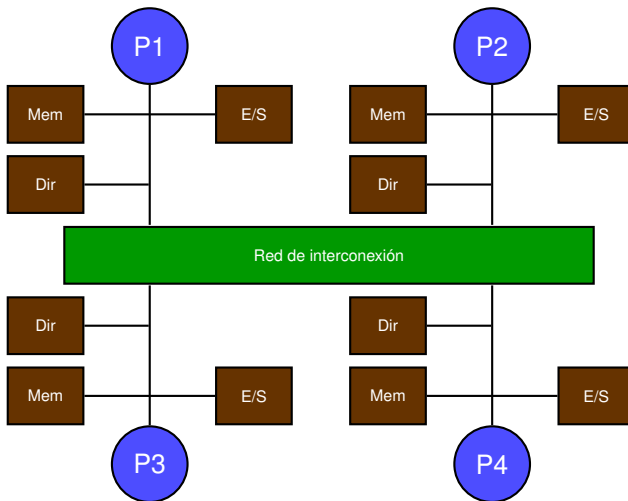 P1
P2
Mem
E/S
Mem
E/S
Dir
Dir
Red de interconexión
Dir
Dir
Mem
E/S
Mem
E/S
P3
P4